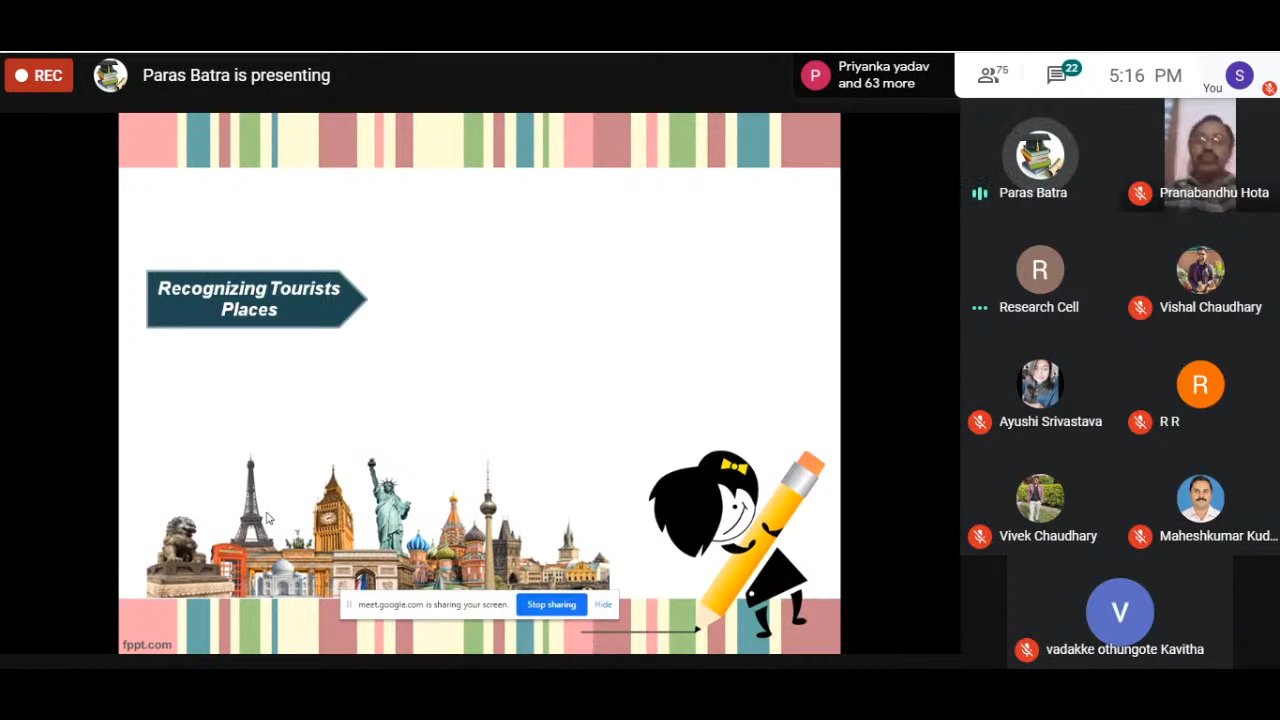 REC
Paras Batra is presenting
P
Priyanka yadav
and 63 more
75
22
5:16 PM
You
S
Paras Batra
Pranabandhu Hota
R
Research Cell
Vishal Chaudhary
Ayushi Srivastava
R
R R
Vivek Chaudhary
Maheshkumar Kud...
V
vadakke othungote Kavitha
Recognizing Tourists
Places
meet.google.com is sharing your screen.
Stop sharing
Hide
fppt.com